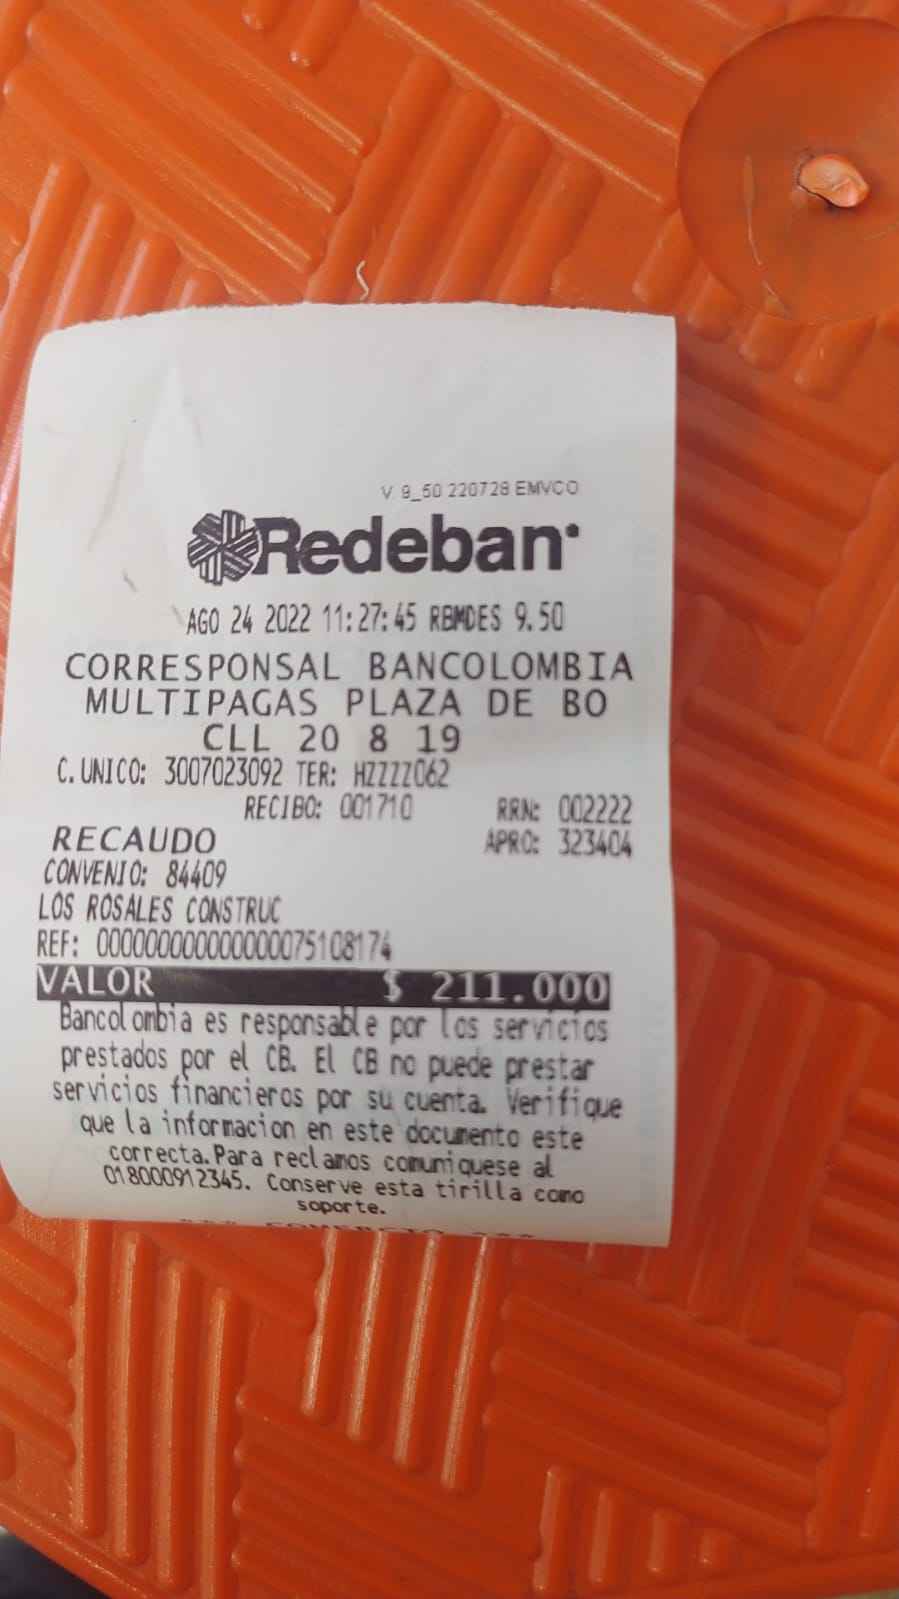 V 9_50 220728 EMVCO
Redeban
AGO 24 2022 11:27:45 RBMDES 9.50
CORRESPONSAL BANCOLOMBIA
MULTIPAGAS PLAZA DE BO
CLL 20 8 19
C. UNICO: 3007023092 TER: HZZZZ062
RECIBO: 001710 RRN: 002222
RECAUDO APRO: 323404
CONVENIO: 84409
LOS ROSALES CONSTRUC
REF: 000000000000000075108174
VALOR $ 211.000
Bancolombia es responsable por los servicios
prestados por el CB. El CB no puede prestar
servicios financieros por su cuenta. Verifique
que la informacion en este documento este
correcta. Para reclamos comuniquese al
018000912345. Conserve esta tirilla como
soporte.
*** COMERCIO ***